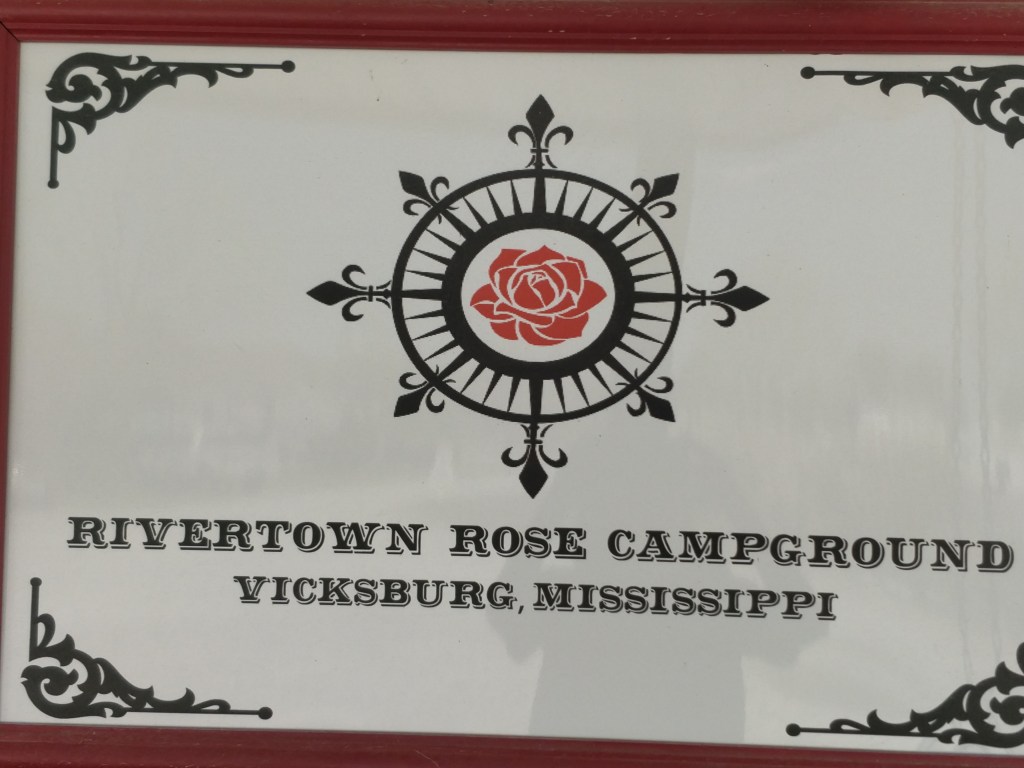 RIVERTOWN ROSE CAMPGROUND
VICKSBURG, MISSISSIPPI